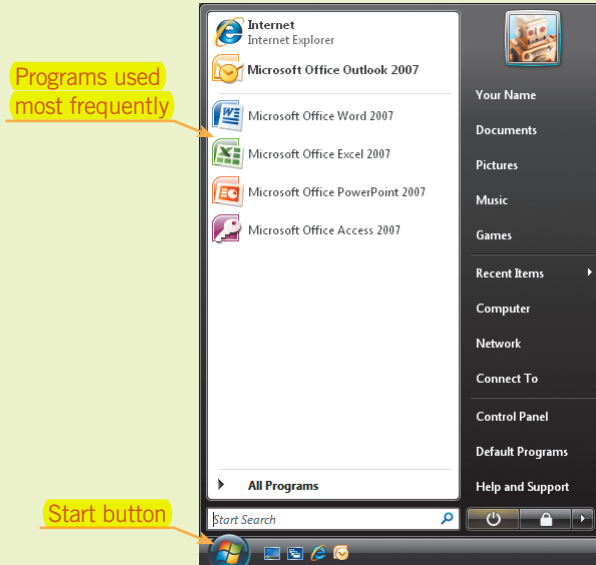 Internet
Internet Explorer
Microsoft Office Outlook 2007
Programs used
most frequently
Microsoft Office Word 2007
Microsoft Office Excel 2007
Microsoft Office PowerPoint 2007
Microsoft Office Access 2007
All Programs
Start Search
Start button
Your Name
Documents
Pictures
Music
Games
Recent Items
Computer
Network
Connect To
Control Panel
Default Programs
Help and Support